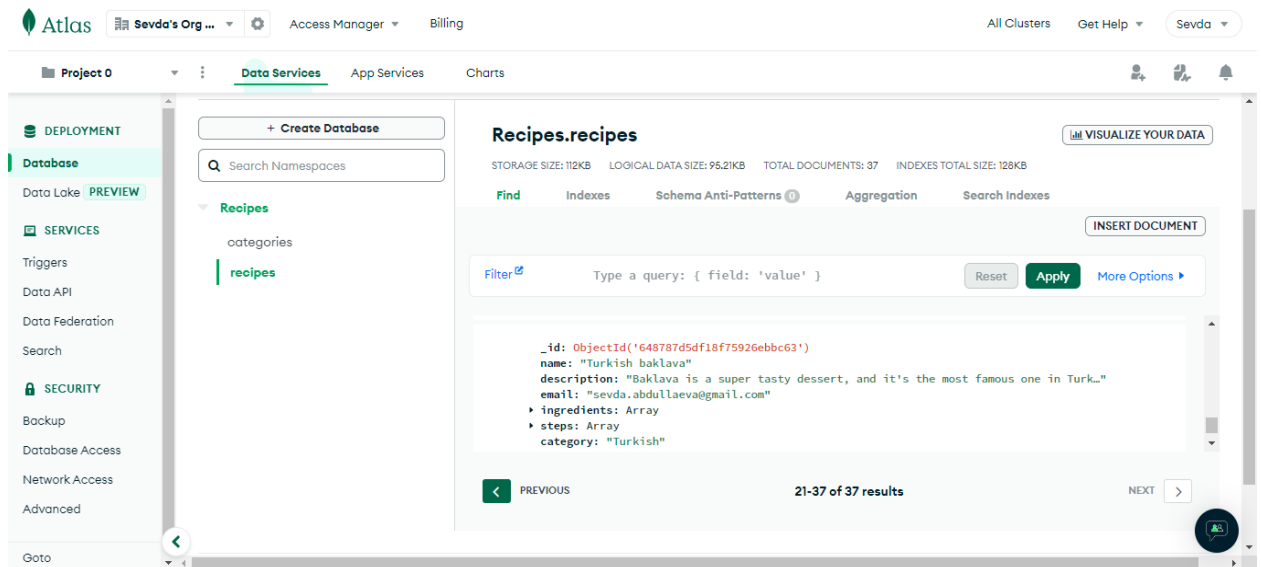 Atlas Sevda's Org ... Access Manager Billing All Clusters Get Help Sevda
Project 0 Data Services App Services Charts
DEPLOYMENT
Database
Data Lake PREVIEW
SERVICES
Triggers
Data API
Data Federation
Search
SECURITY
Backup
Database Access
Network Access
Advanced
Goto
+ Create Database
Search Namespaces
Recipes
categories
recipes
Recipes.recipes
VISUALIZE YOUR DATA
STORAGE SIZE: 112KB LOGICAL DATA SIZE: 95.21KB TOTAL DOCUMENTS: 37 INDEXES TOTAL SIZE: 128KB
Find Indexes Schema Anti-Patterns 0 Aggregation Search Indexes
INSERT DOCUMENT
Filter Type a query: { field: 'value' } Reset Apply More Options
_id: ObjectId('648787d5df18f75926ebbc63')
name: "Turkish baklava"
description: "Baklava is a super tasty dessert, and it's the most famous one in Turk…"
email: "sevda.abdullaeva@gmail.com"
ingredients: Array
steps: Array
category: "Turkish"
PREVIOUS 21-37 of 37 results NEXT